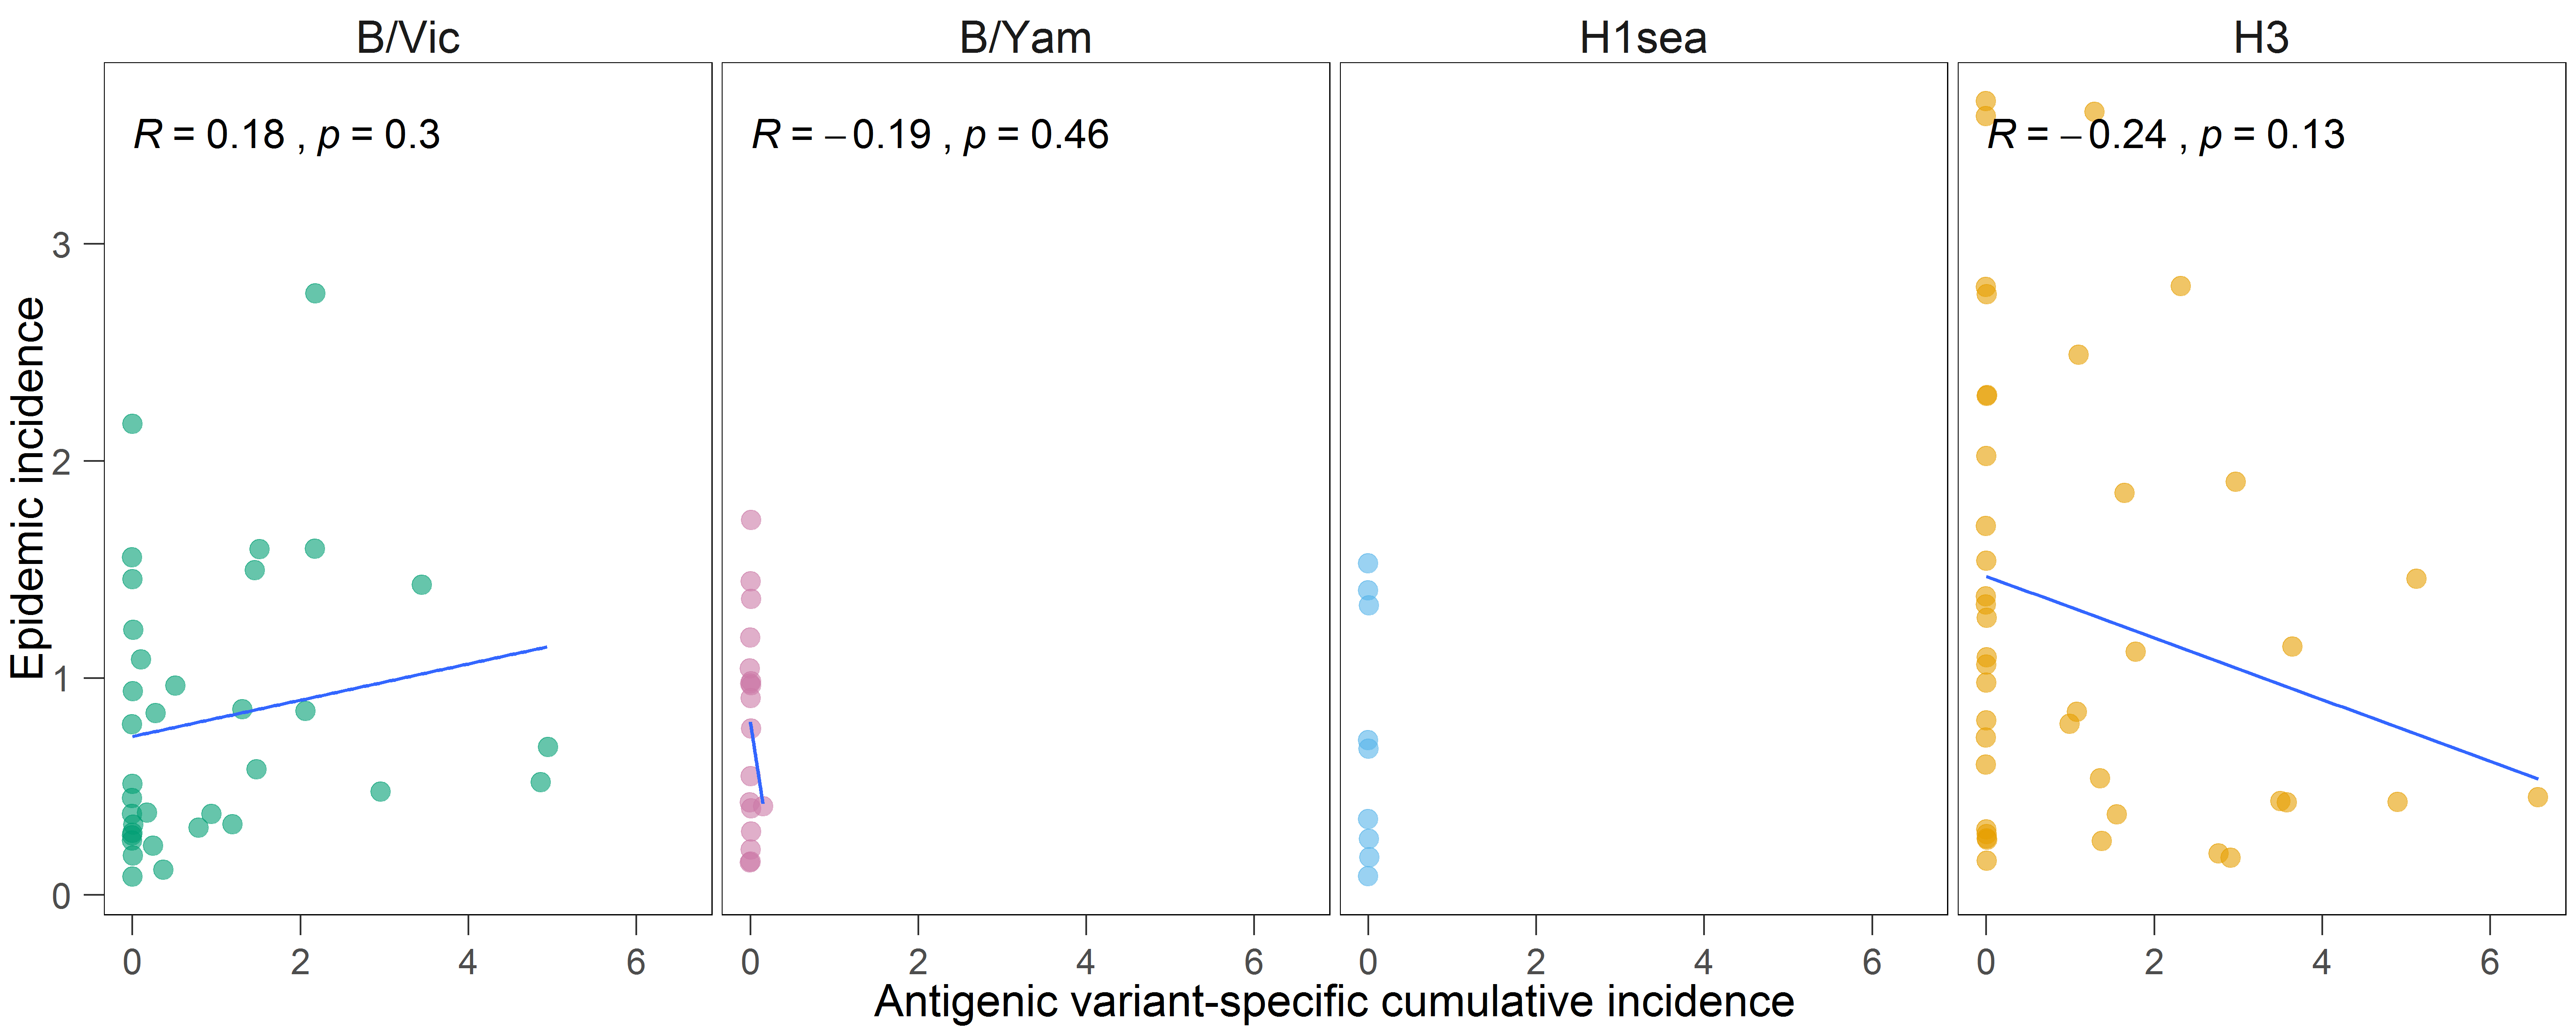 B/Vic B/Yam H1sea H3
R = 0.18 , p = 0.3
R = −0.19 , p = 0.46
R = −0.24 , p = 0.13
Epidemic incidence
3
2
1
0
0 2 4 6 0 2 4 6 0 2 4 6 0 2 4 6
Antigenic variant-specific cumulative incidence